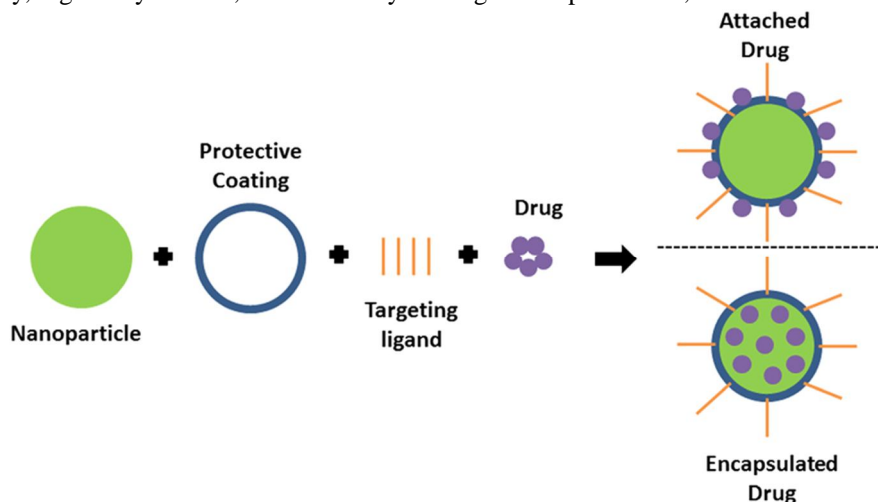 Attached
Drug
Protective
Coating
Drug
Nanoparticle
Targeting
ligand
Encapsulated
Drug